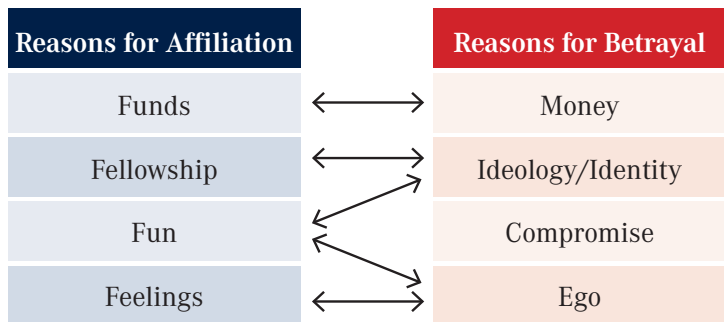 Reasons for Affiliation Reasons for Betrayal
Funds Money
Fellowship Ideology/Identity
Fun Compromise
Feelings Ego